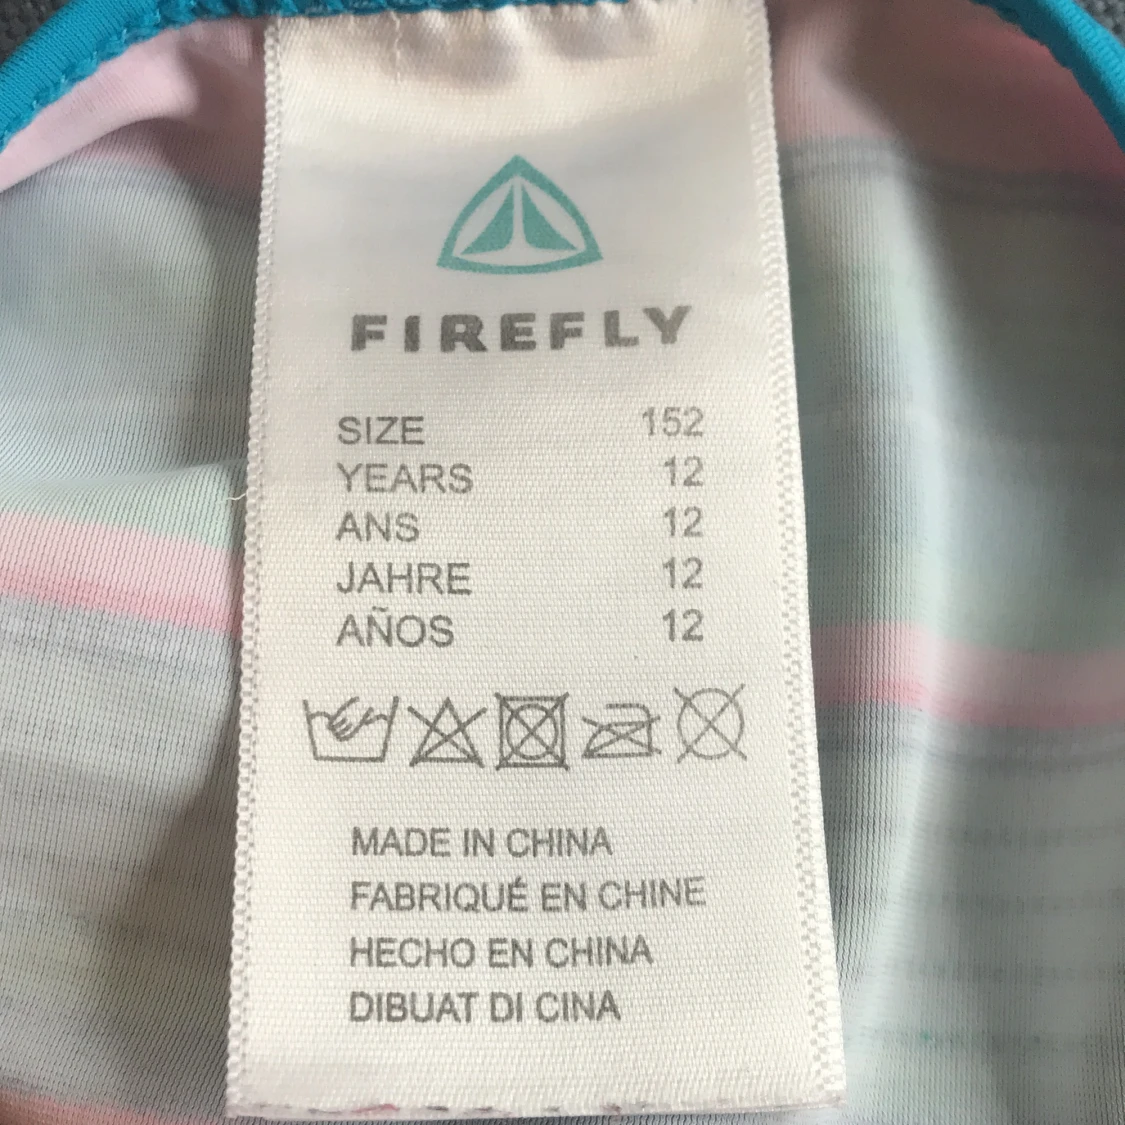 FIREFLY
SIZE 152
YEARS 12
ANS 12
JAHRE 12
AÑOS 12
MADE IN CHINA
FABRIQUÉ EN CHINE
HECHO EN CHINA
DIBUAT DI CINA